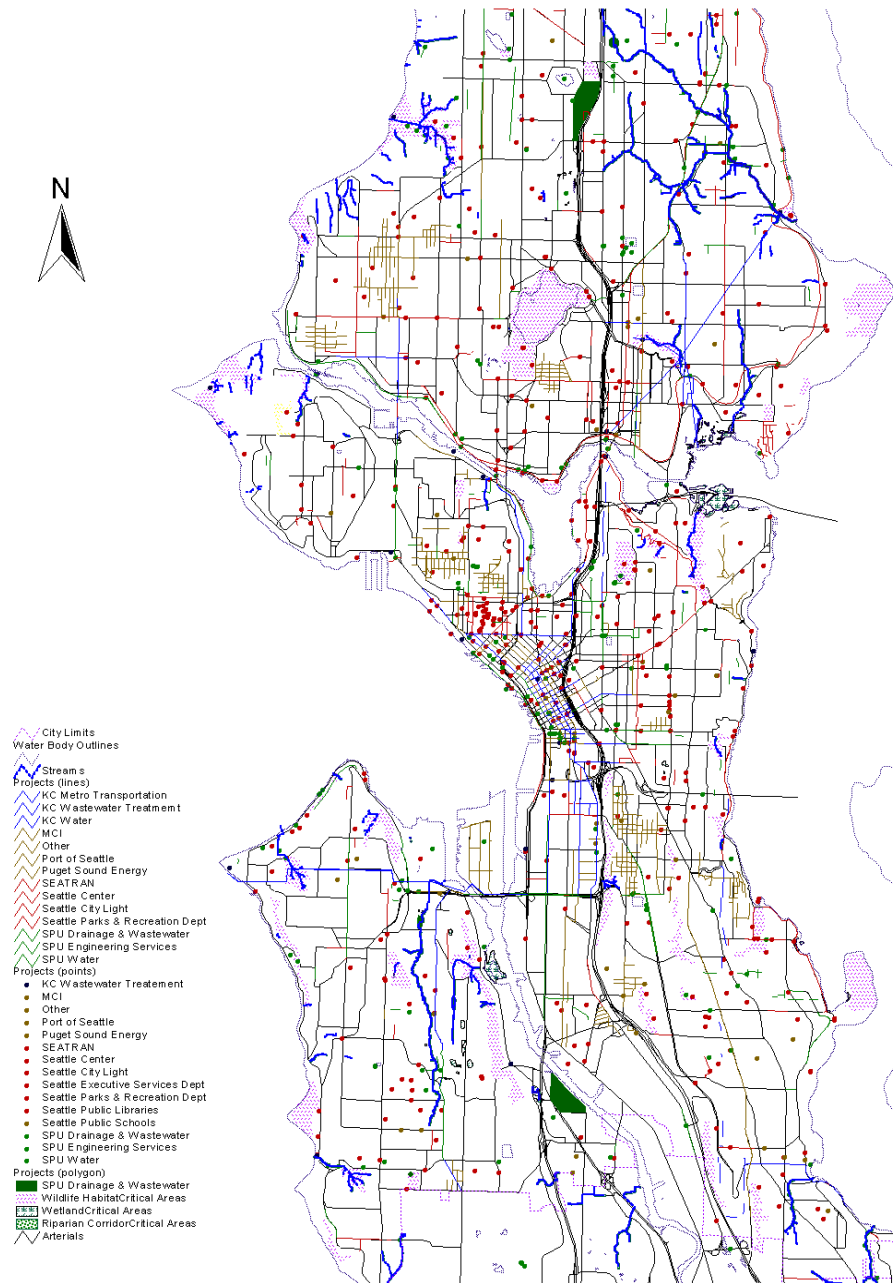 N
City Limits
Water Body Outlines
Streams
Projects (lines)
KC Metro Transportation
KC Wastewater Treatment
KC Water
MCI
Other
Port of Seattle
Puget Sound Energy
SEATRAN
Seattle Center
Seattle City Light
Seattle Parks & Recreation Dept
SPU Drainage & Wastewater
SPU Engineering Services
SPU Water
Projects (points)
KC Wastewater Treatement
MCI
Other
Port of Seattle
Puget Sound Energy
SEATRAN
Seattle Center
Seattle City Light
Seattle Executive Services Dept
Seattle Parks & Recreation Dept
Seattle Public Libraries
Seattle Public Schools
SPU Drainage & Wastewater
SPU Engineering Services
SPU Water
Projects (polygon)
SPU Drainage & Wastewater
Wildlife HabitatCritical Areas
WetlandCritical Areas
Riparian CorridorCritical Areas
Arterials